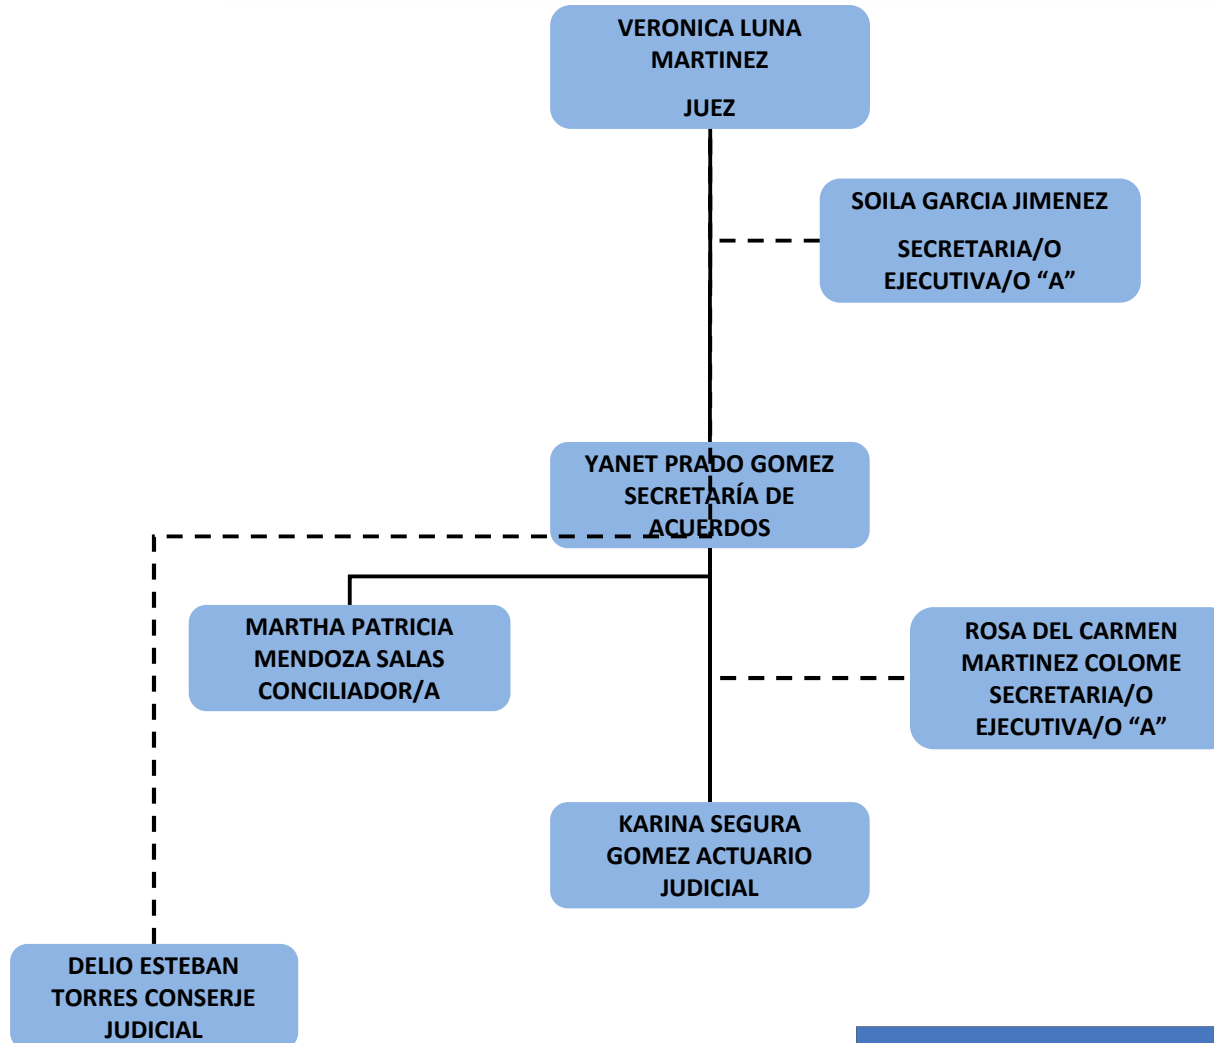 VERONICA LUNA
MARTINEZ
JUEZ
SOILA GARCIA JIMENEZ
SECRETARIA/O
EJECUTIVA/O “A”
YANET PRADO GOMEZ
SECRETARÍA DE
ACUERDOS
MARTHA PATRICIA
MENDOZA SALAS
CONCILIADOR/A
ROSA DEL CARMEN
MARTINEZ COLOME
SECRETARIA/O
EJECUTIVA/O “A”
KARINA SEGURA
GOMEZ ACTUARIO
JUDICIAL
DELIO ESTEBAN
TORRES CONSERJE
JUDICIAL